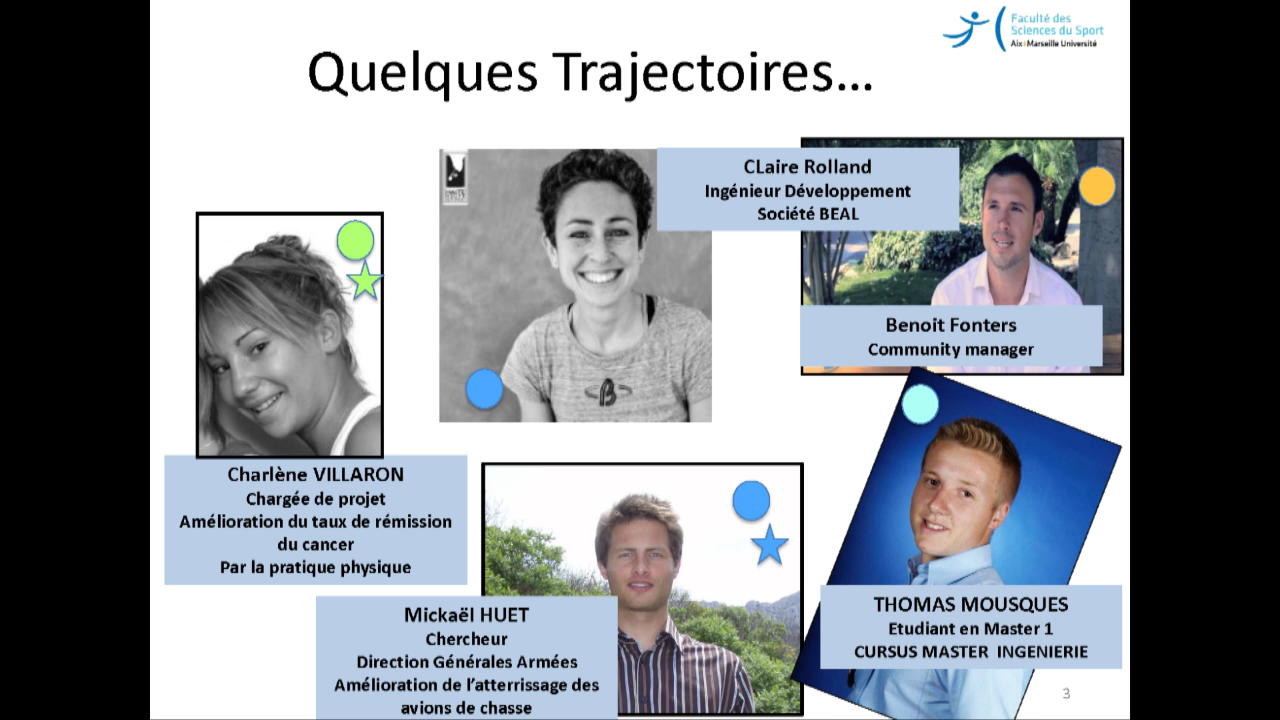 Faculté des
Sciences du Sport
Aix*Marseille Université
Quelques Trajectoires...
CLaire Rolland
Ingénieur Développement
Société BEAL
Benoit Fonters
Community manager
Charlène VILLARON
Chargée de projet
Amélioration du taux de rémission
du cancer
Par la pratique physique
Mickaël HUET
Chercheur
Direction Générales Armées
Amélioration de l'atterrissage des
avions de chasse
THOMAS MOUSQUES
Etudiant en Master 1
CURSUS MASTER INGENIERIE
3